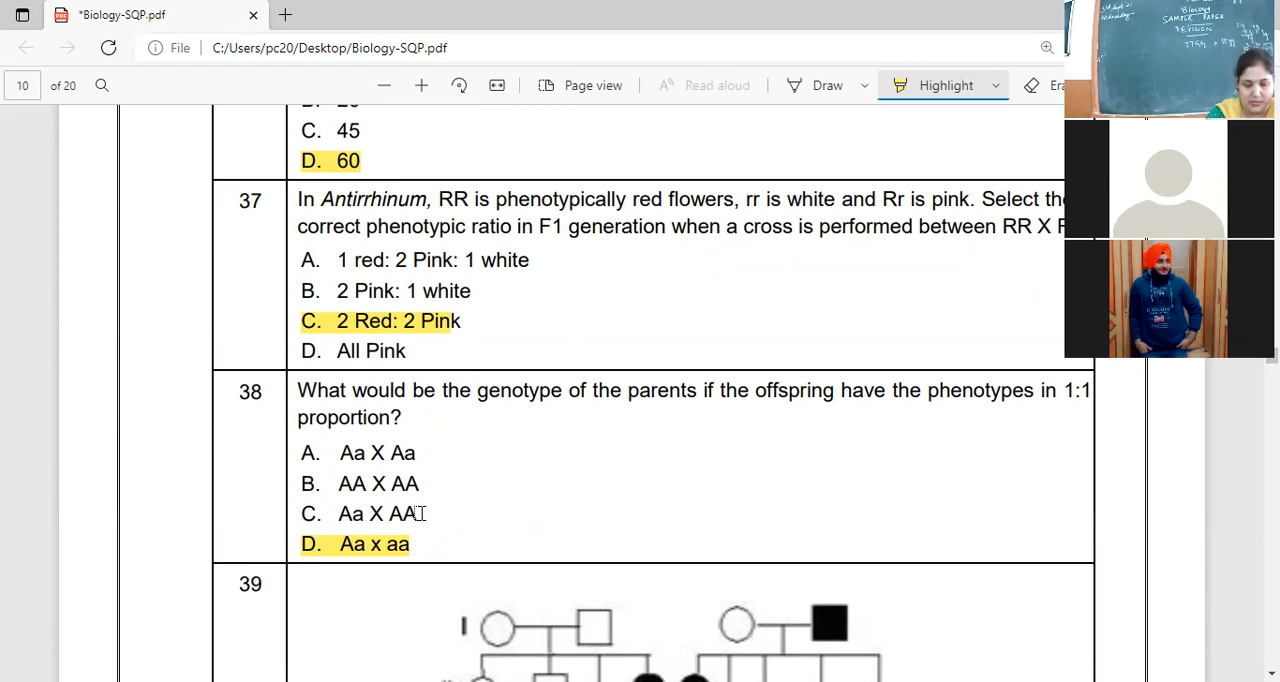 *Biology-SQP.pdf
File
C:/Users/pc20/Desktop/Biology-SQP.pdf
10
of 20
Page view
Read aloud
Draw
Highlight
C. 45
D. 60
37
In Antirrhinum, RR is phenotypically red flowers, rr is white and Rr is pink. Select
correct phenotypic ratio in F1 generation when a cross is performed between RR X
A. 1 red: 2 Pink: 1 white
B. 2 Pink: 1 white
C. 2 Red: 2 Pink
D. All Pink
38
What would be the genotype of the parents if the offspring have the phenotypes in 1:1
proportion?
A. Aa X Aa
B. AA X AA
C. Aa X AA
D. Aa x aa
39
I
Biology
SAMPLE PAPER
REVISION